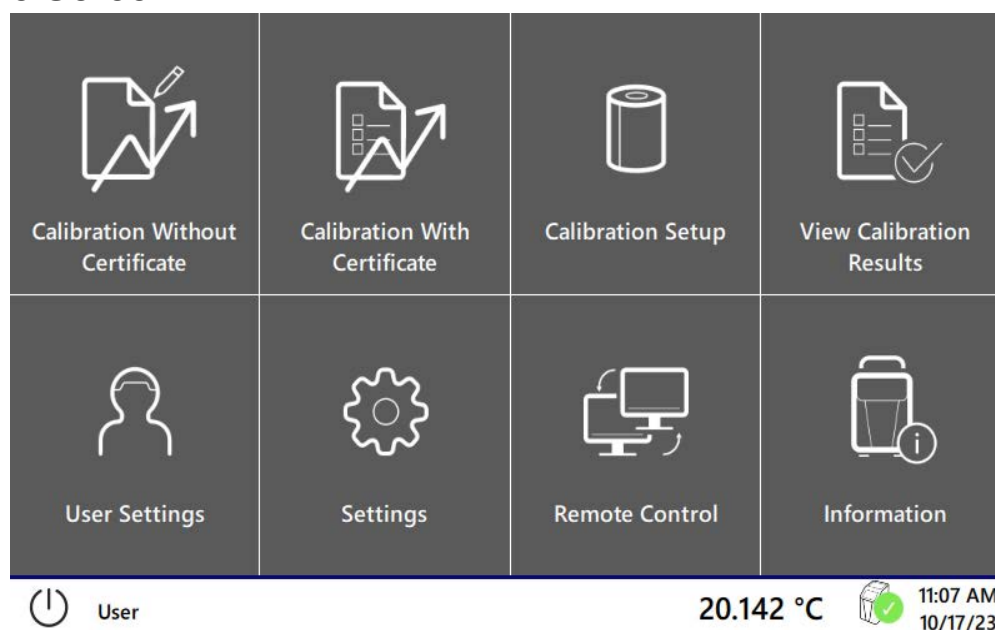 Calibration Without
Certificate
Calibration With
Certificate
Calibration Setup
View Calibration
Results
User Settings
Settings
Remote Control
Information
User
20.142 °C
11:07 AM
10/17/23